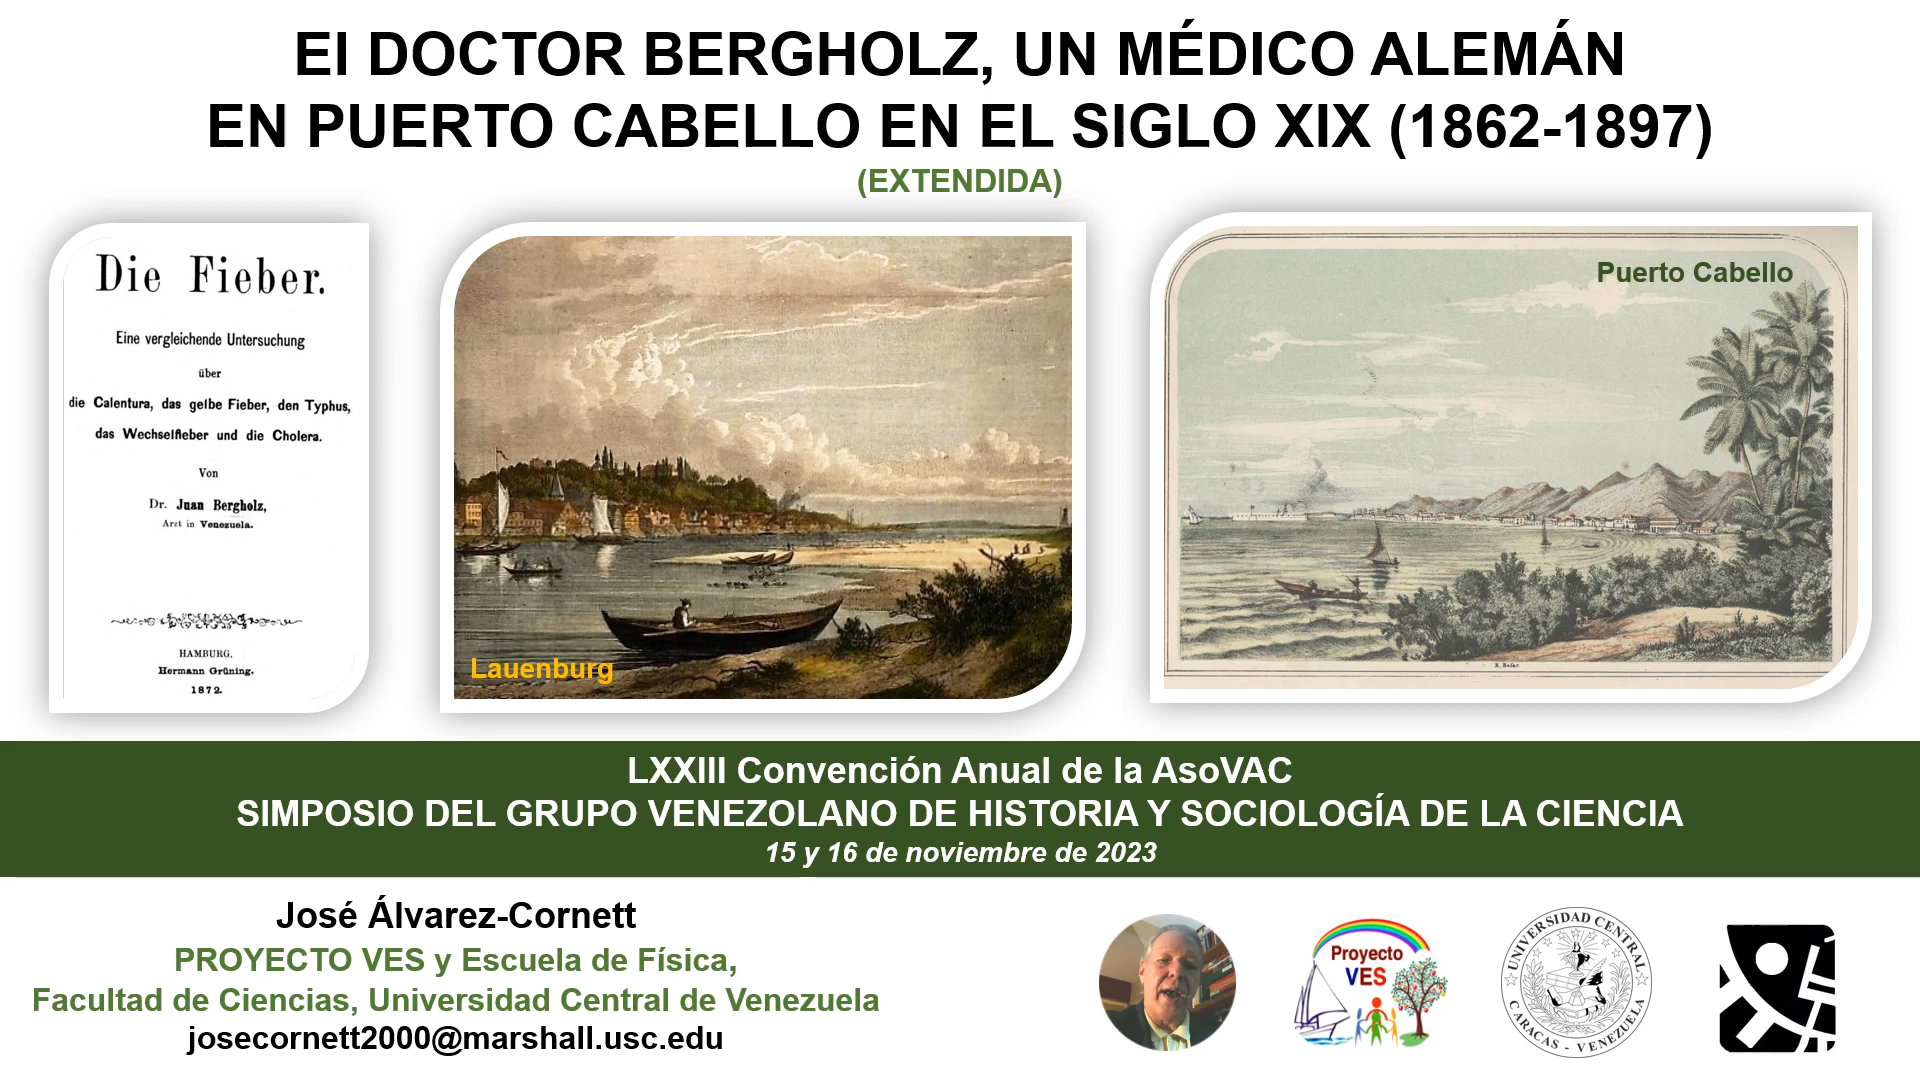 El DOCTOR BERGHOLZ, UN MÉDICO ALEMÁN
EN PUERTO CABELLO EN EL SIGLO XIX (1862-1897)
(EXTENDIDA)
Die Fieber.
Eine vergleichende Untersuchung
über
die Calentura, das gelbe Fieber, den Typhus,
das Wechselfieber und die Cholera.
Von
Dr. Juan Bergholz,
Arzt in Venezuela.
HAMBURG.
Hermann Grüning.
1872.
Lauenburg
Puerto Cabello
LXXIII Convención Anual de la AsoVAC
SIMPOSIO DEL GRUPO VENEZOLANO DE HISTORIA Y SOCIOLOGÍA DE LA CIENCIA
15 y 16 de noviembre de 2023
José Álvarez-Cornett
PROYECTO VES y Escuela de Física,
Facultad de Ciencias, Universidad Central de Venezuela
josecornett2000@marshall.usc.edu
Proyecto
VES
UNIVERSIDAD CENTRAL
CARACAS - VENEZUELA